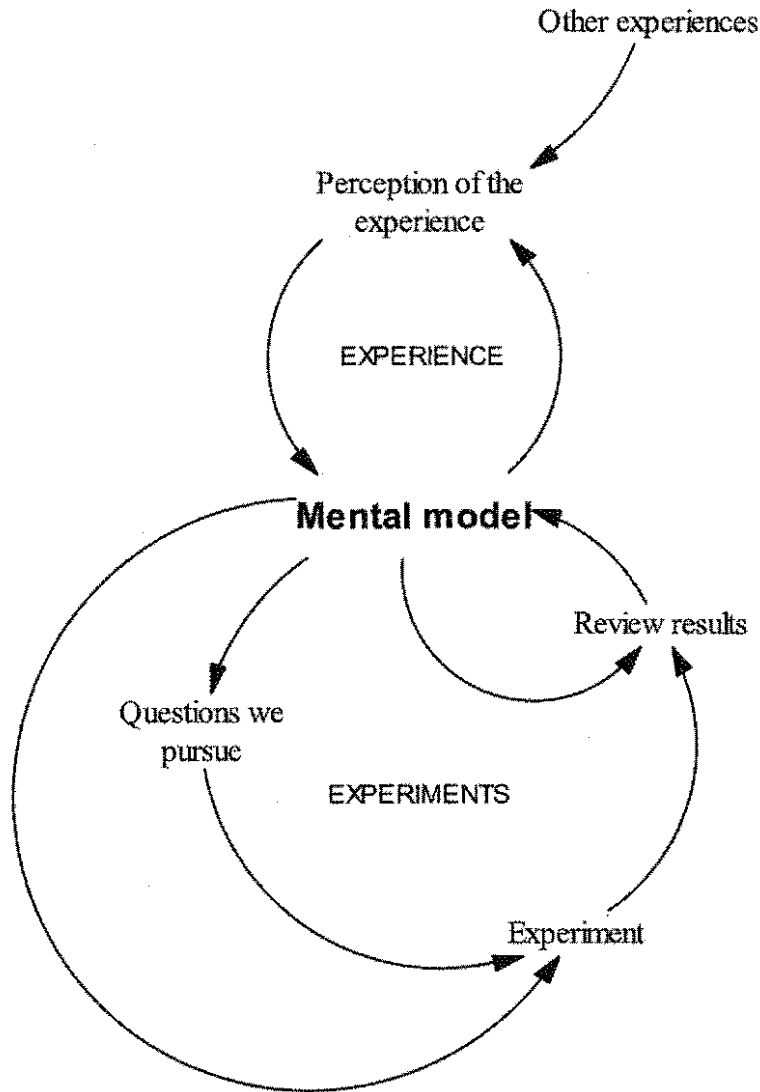 Other experiences
Perception of the
experience
EXPERIENCE
Mental model
Review results
Questions we
pursue
EXPERIMENTS
Experiment